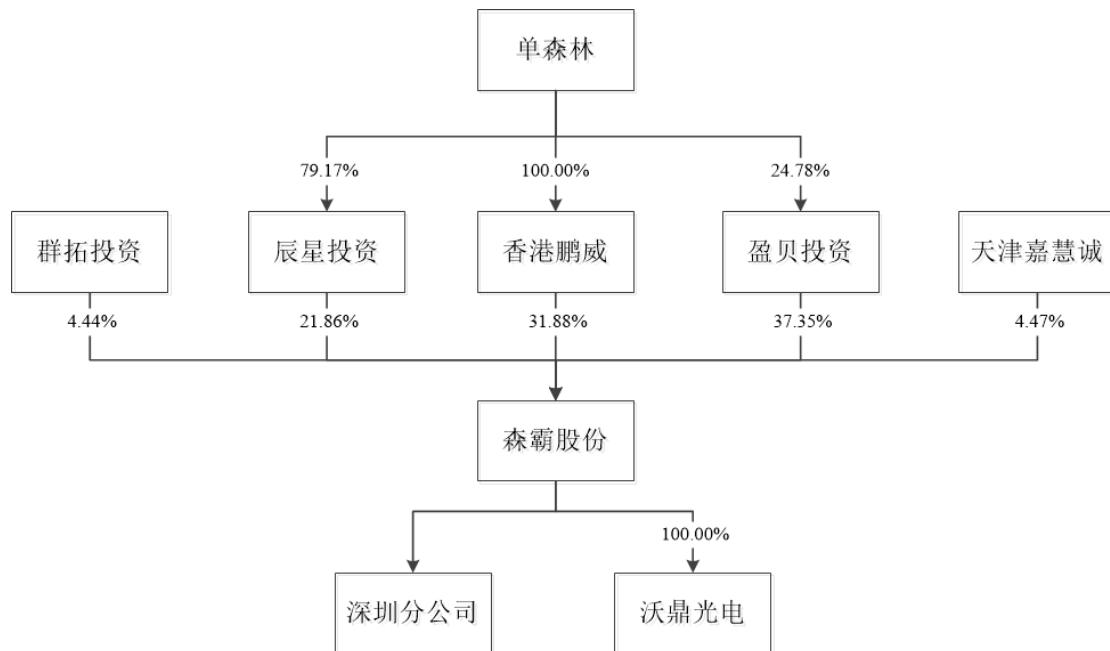 单森林
79.17%
100.00%
24.78%
群拓投资
辰星投资
香港鹏威
盈贝投资
天津嘉慧诚
4.44%
21.86%
31.88%
37.35%
4.47%
森霸股份
100.00%
深圳分公司
沃鼎光电